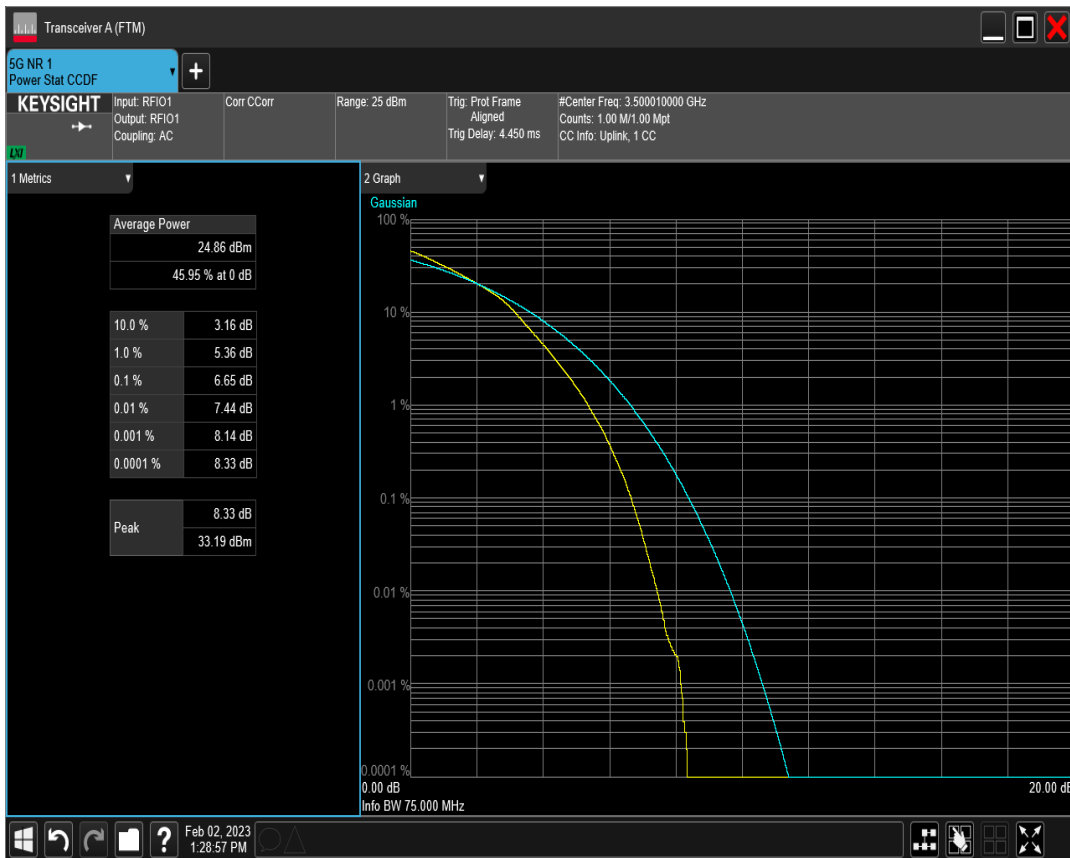 Transceiver A (FTM)
5G NR 1
Power Stat CCDF
KEYSIGHT
LXI
Input: RFIO1
Output: RFIO1
Coupling: AC
Corr CCorr
Range: 25 dBm
Trig: Prot Frame
Aligned
Trig Delay: 4.450 ms
#Center Freq: 3.500010000 GHz
Counts: 1.00 M/1.00 Mpt
CC Info: Uplink, 1 CC
1 Metrics
Average Power
24.86 dBm
45.95 % at 0 dB
10.0 % 3.16 dB
1.0 % 5.36 dB
0.1 % 6.65 dB
0.01 % 7.44 dB
0.001 % 8.14 dB
0.0001 % 8.33 dB
Peak 8.33 dB
33.19 dBm
2 Graph
Gaussian
100 %
10 %
1 %
0.1 %
0.01 %
0.001 %
0.0001 %
0.00 dB 20.00 dB
Info BW 75.000 MHz
Feb 02, 2023
1:28:57 PM